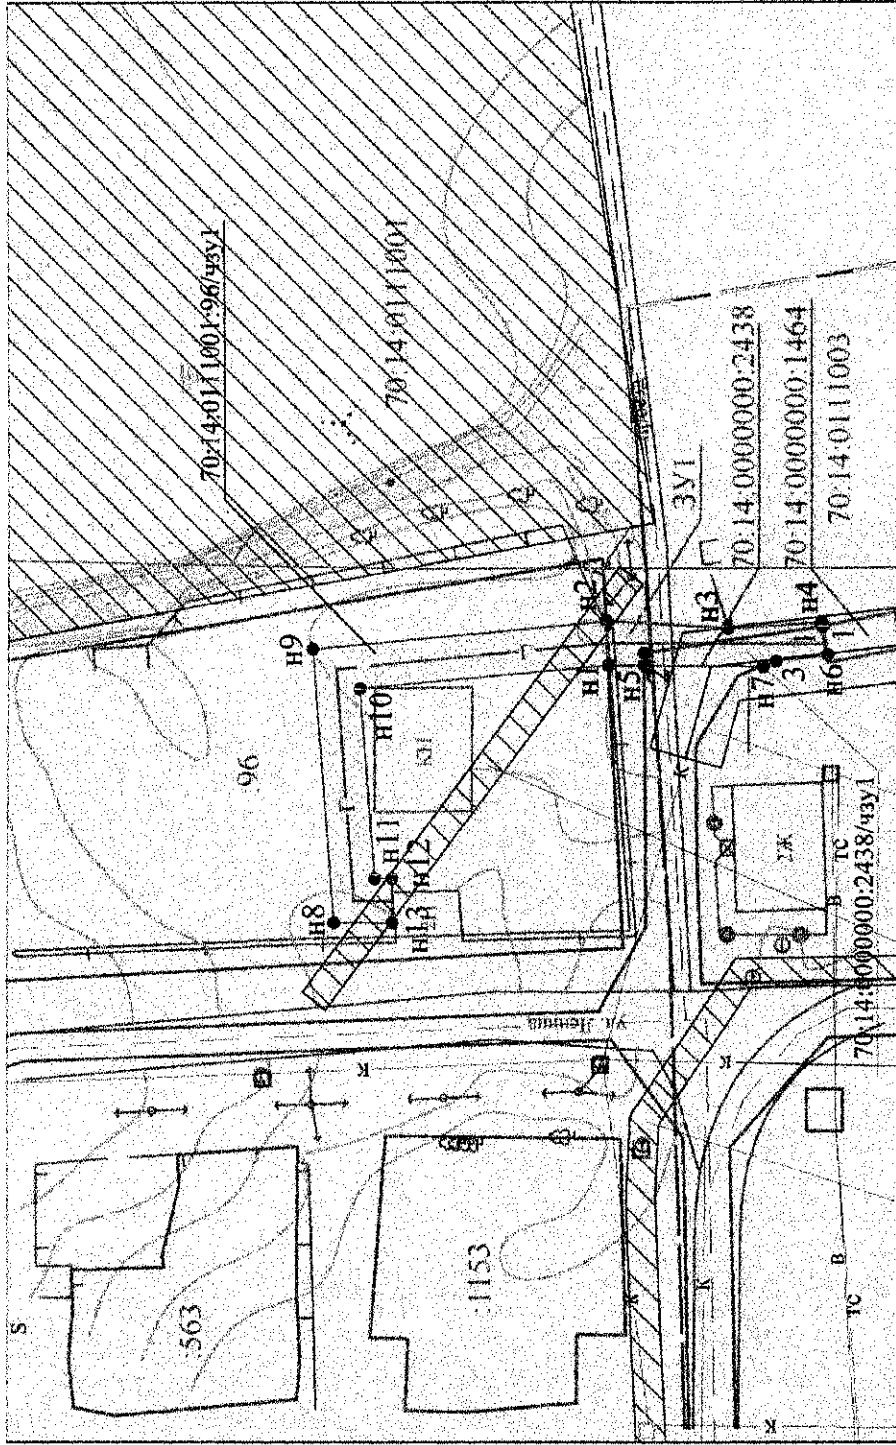 S
:563
:1153
К
К
К
К
К
ул. Ленина
:96
н8
н9
н10
н11
н12
н13
КН
70:14:0111001:96/чзу1
70:14:0111001
н1
н2
н5
ЗУ1
н3
70:14:0000000:2438
н4
70:14:0000000:1464
70:14:0111003
н7
3
н6
1
Г
Г
2Ж
В
ТС
В
ТС
70:14:0000000:2438/чзу1